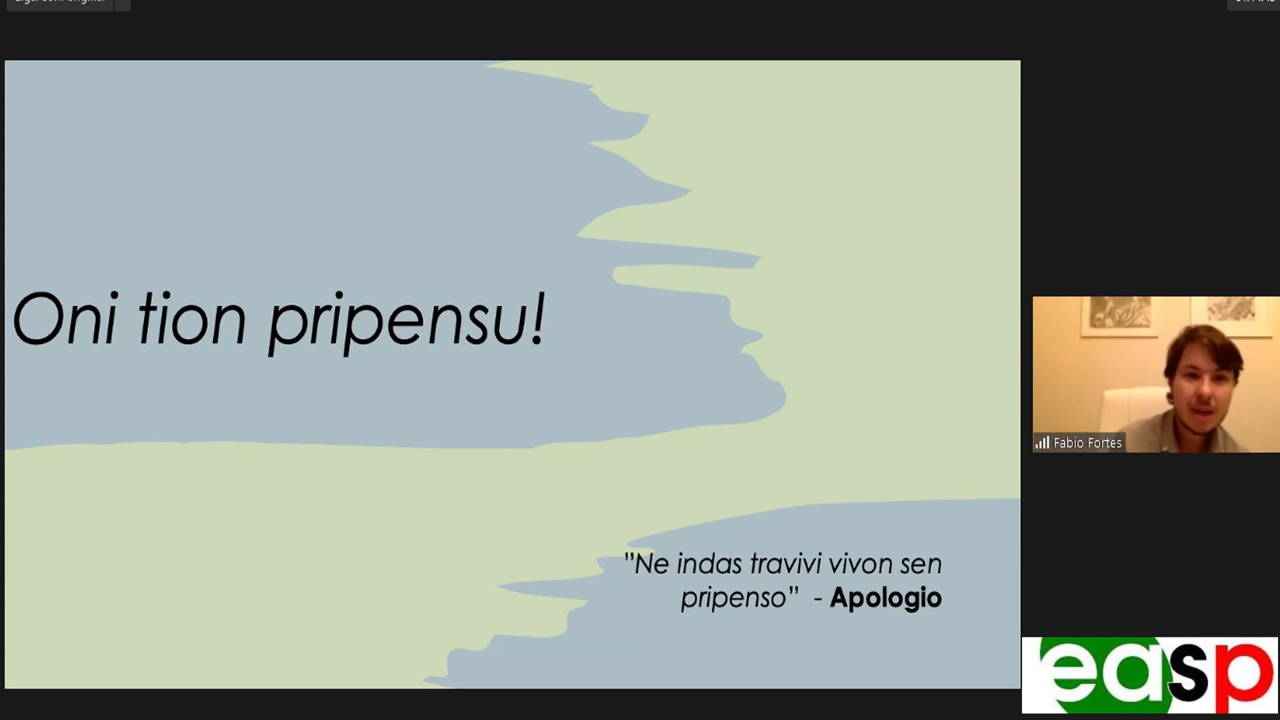 Oni tion pripensu!
"Ne indas travivi vivon sen
pripenso" - Apologio
Fabio Fortes
easp